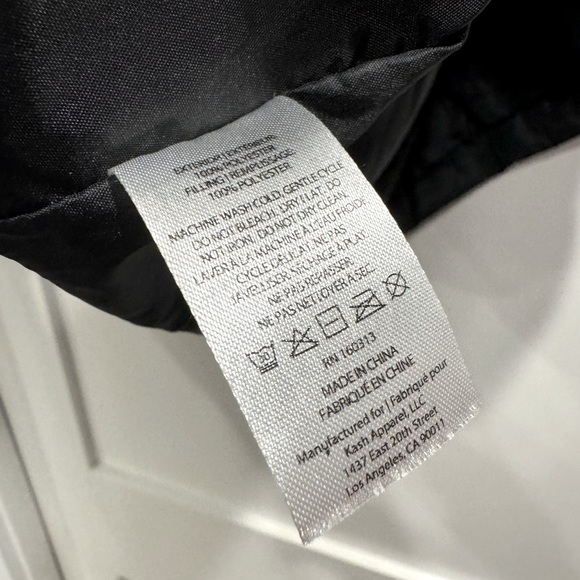 EXTERIOR / EXTÉRIEUR
100% POLYESTER
FILLING / REMPLISSAGE
100% POLYESTER
MACHINE WASH COLD, GENTLE CYCLE
DO NOT BLEACH. DRY FLAT. DO
NOT IRON. DO NOT DRY CLEAN.
LAVER À LA MACHINE À L'EAU FROIDE
CYCLE DÉLICAT. NE PAS
JAVELISER. SÉCHAGE À PLAT.
NE PAS REPASSER.
NE PAS NETTOYER À SEC.
30
RN 160313
MADE IN CHINA
FABRIQUÉ EN CHINE
Manufactured for | Fabriqué pour
Kash Apparel, LLC
1437 East 20th Street
Los Angeles, CA 90011